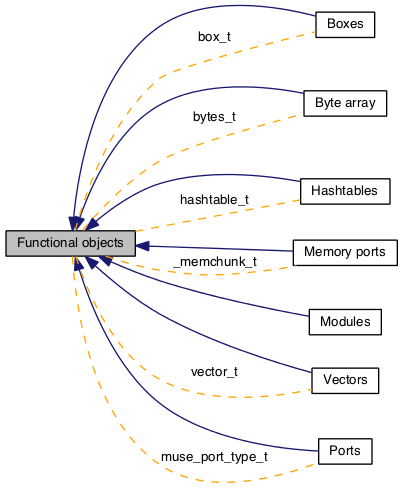 Boxes
box_t
Byte array
bytes_t
Hashtables
hashtable_t
Functional objects
Memory ports
_memchunk_t
Modules
vector_t
Vectors
Ports
muse_port_type_t